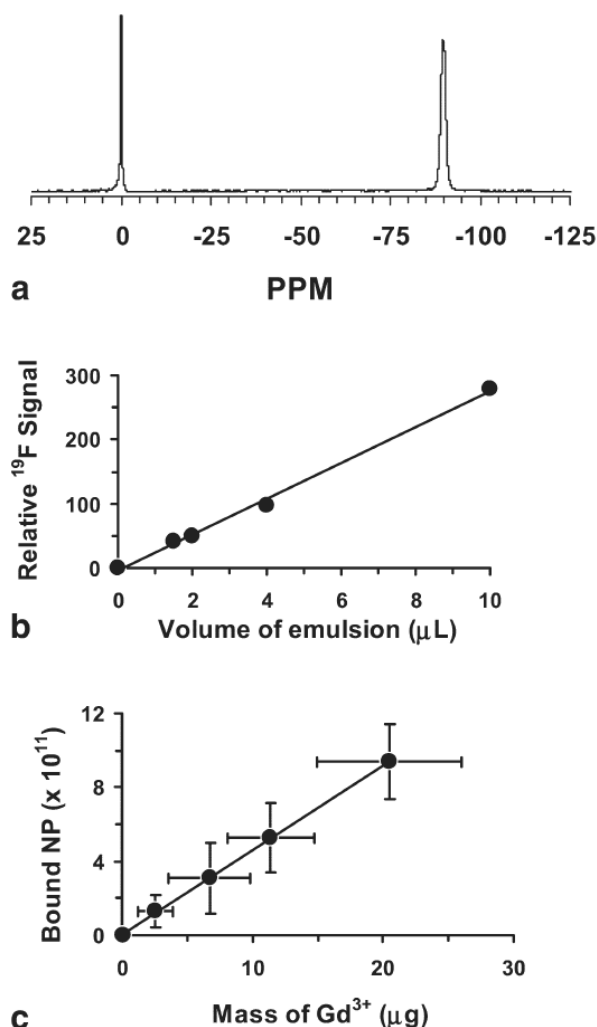 25 0 -25 -50 -75 -100 -125
PPM
a
Relative ¹⁹F Signal
300
200
100
0
0 2 4 6 8 10
Volume of emulsion (μL)
b
Bound NP (x 10¹¹)
12
8
4
0
0 10 20 30
Mass of Gd³⁺ (μg)
c